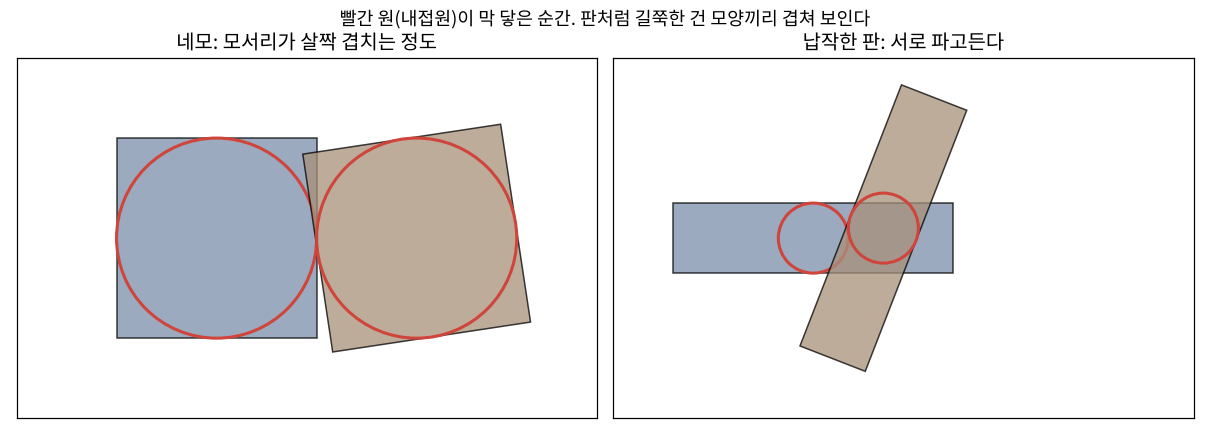 빨간 원(내접원)이 막 닿은 순간. 판처럼 길쭉한 건 모양끼리 겹쳐 보인다
네모: 모서리가 살짝 겹치는 정도
납작한 판: 서로 파고든다